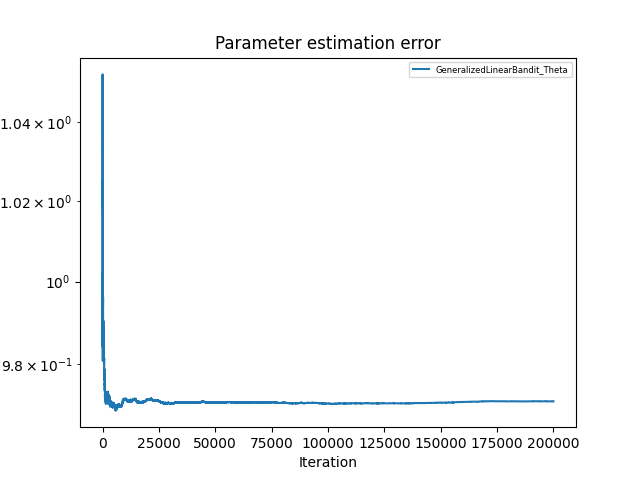 Parameter estimation error
GeneralizedLinearBandit_Theta
1.04 × 10⁰
1.02 × 10⁰
10⁰
9.8 × 10⁻¹
0 25000 50000 75000 100000 125000 150000 175000 200000
Iteration